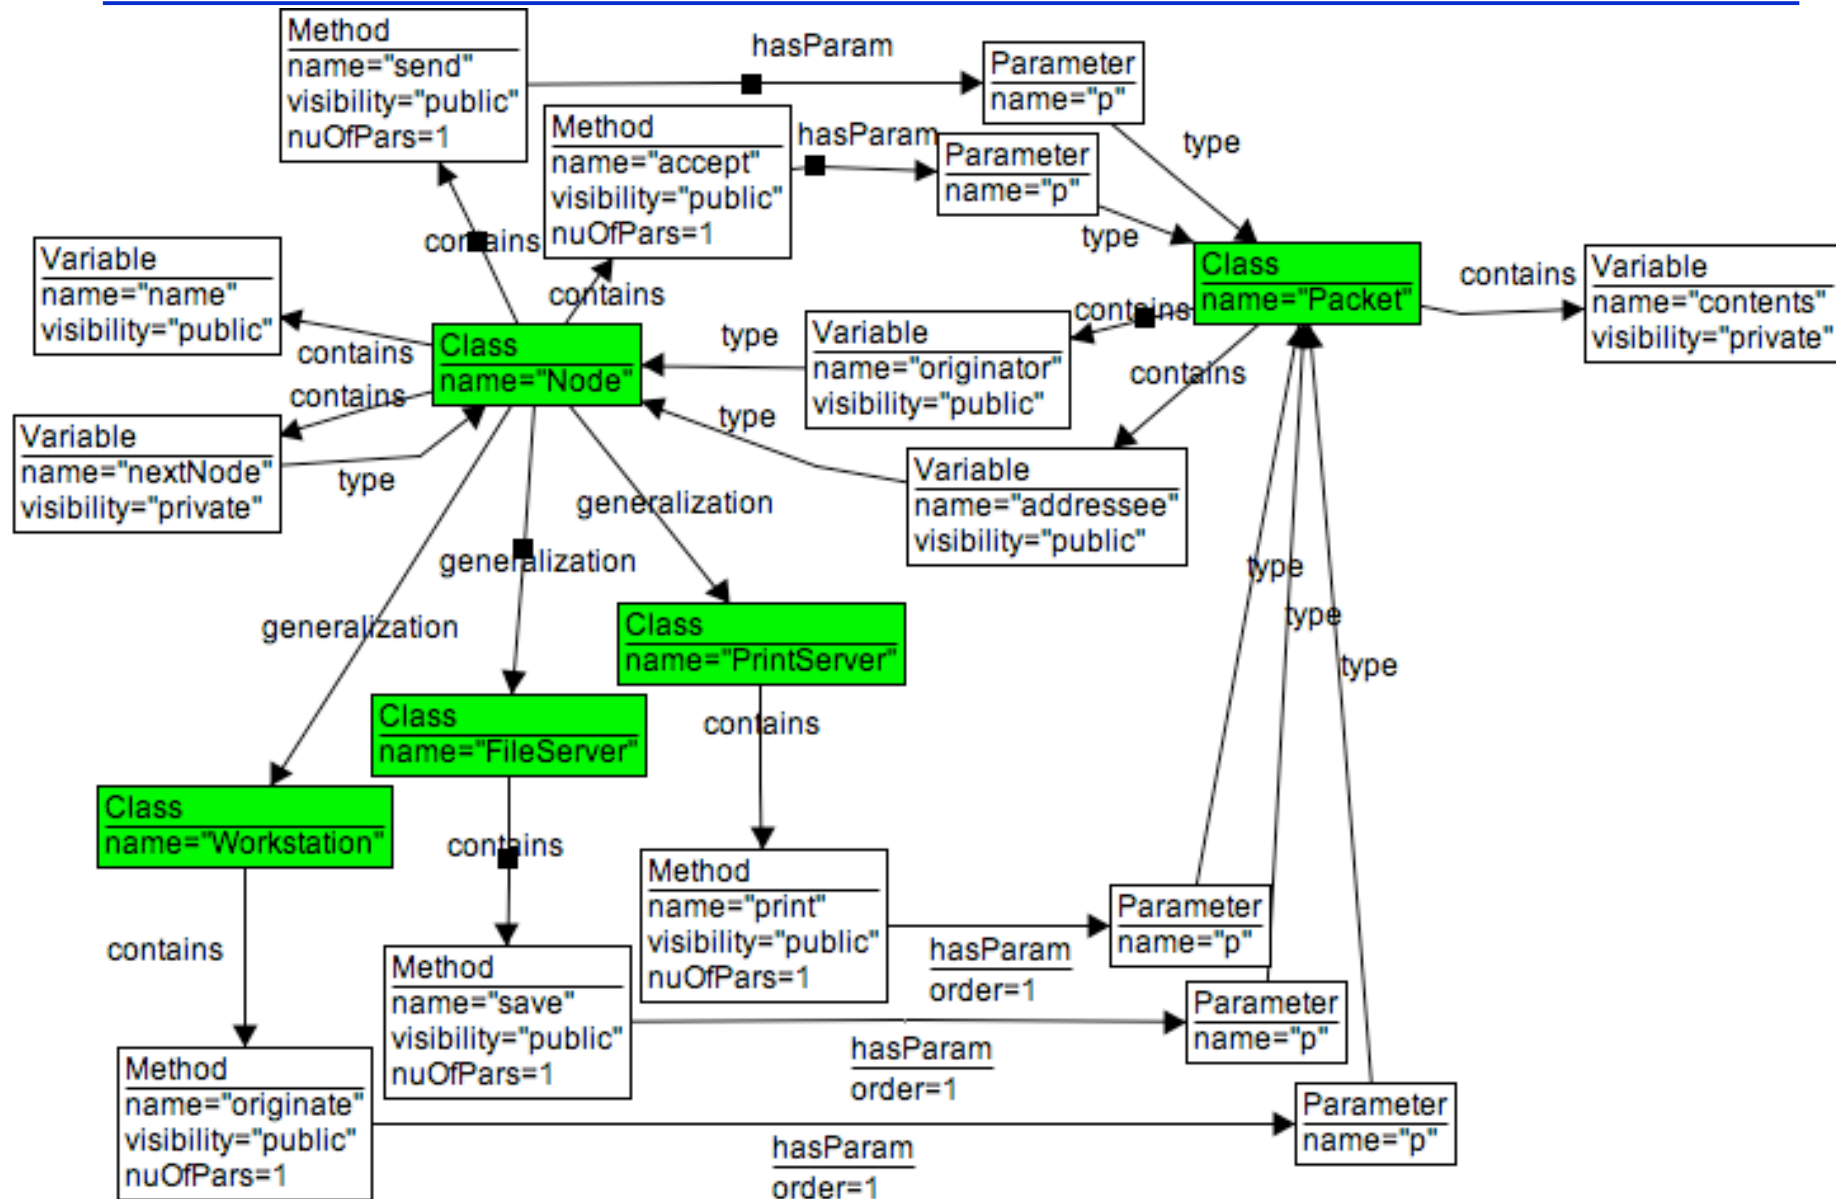 Method
name="send"
visibility="public"
nuOfPars=1
hasParam
Parameter
name="p"
type
Method
name="accept"
visibility="public"
nuOfPars=1
hasParam
Parameter
name="p"
type
contains
contains
Variable
name="name"
visibility="public"
contains
Class
name="Node"
contains
Variable
name="nextNode"
visibility="private"
type
type
Variable
name="originator"
visibility="public"
contains
Class
name="Packet"
contains
Variable
name="contents"
visibility="private"
contains
type
Variable
name="addressee"
visibility="public"
generalization
generalization
generalization
Class
name="PrintServer"
contains
Class
name="FileServer"
contains
Class
name="Workstation"
contains
type
type
type
Method
name="print"
visibility="public"
nuOfPars=1
hasParam
order=1
Parameter
name="p"
Method
name="save"
visibility="public"
nuOfPars=1
hasParam
order=1
Parameter
name="p"
Method
name="originate"
visibility="public"
nuOfPars=1
hasParam
order=1
Parameter
name="p"